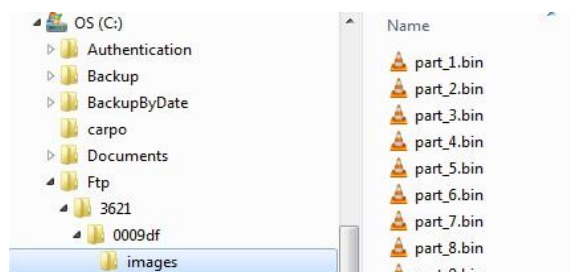 OS (C:)
Authentication
Backup
BackupByDate
carpo
Documents
Ftp
3621
0009df
images
Name
part_1.bin
part_2.bin
part_3.bin
part_4.bin
part_5.bin
part_6.bin
part_7.bin
part_8.bin